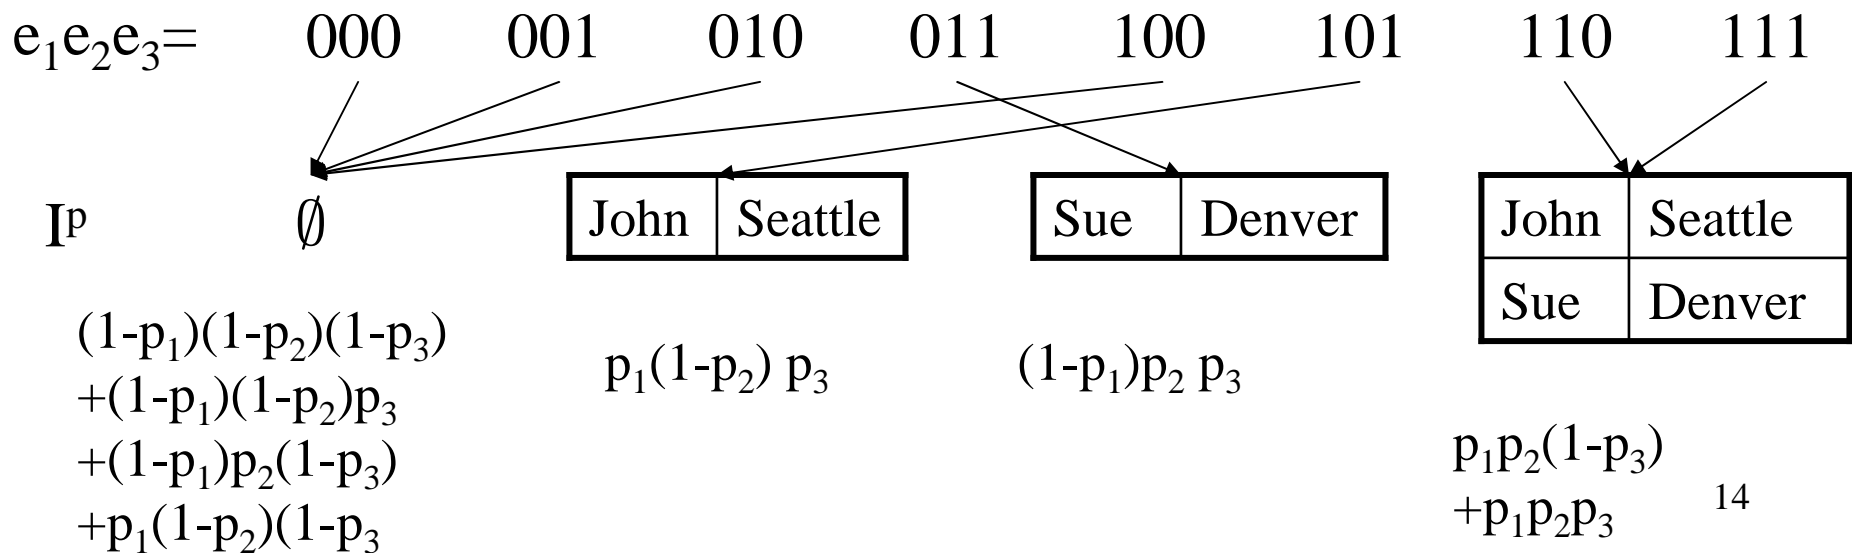 e₁e₂e₃= 000 001 010 011 100 101 110 111
Iᵖ ∅ John Seattle Sue Denver John Seattle
Sue Denver
(1-p₁)(1-p₂)(1-p₃)
+(1-p₁)(1-p₂)p₃
+(1-p₁)p₂(1-p₃)
+p₁(1-p₂)(1-p₃
p₁(1-p₂) p₃
(1-p₁)p₂ p₃
p₁p₂(1-p₃)
+p₁p₂p₃
14